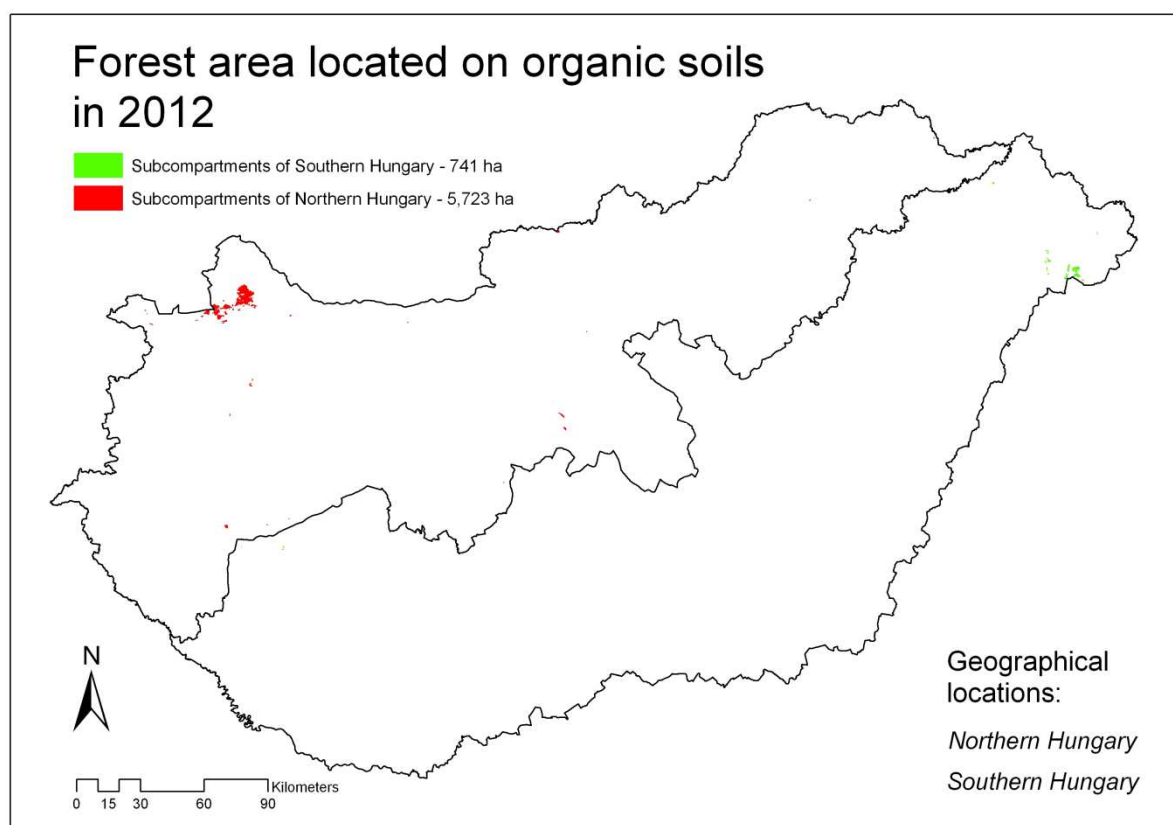 Forest area located on organic soils
in 2012
Subcompartments of Southern Hungary - 741 ha
Subcompartments of Northern Hungary - 5,723 ha
N
Kilometers
0 15 30 60 90
Geographical
locations:
Northern Hungary
Southern Hungary